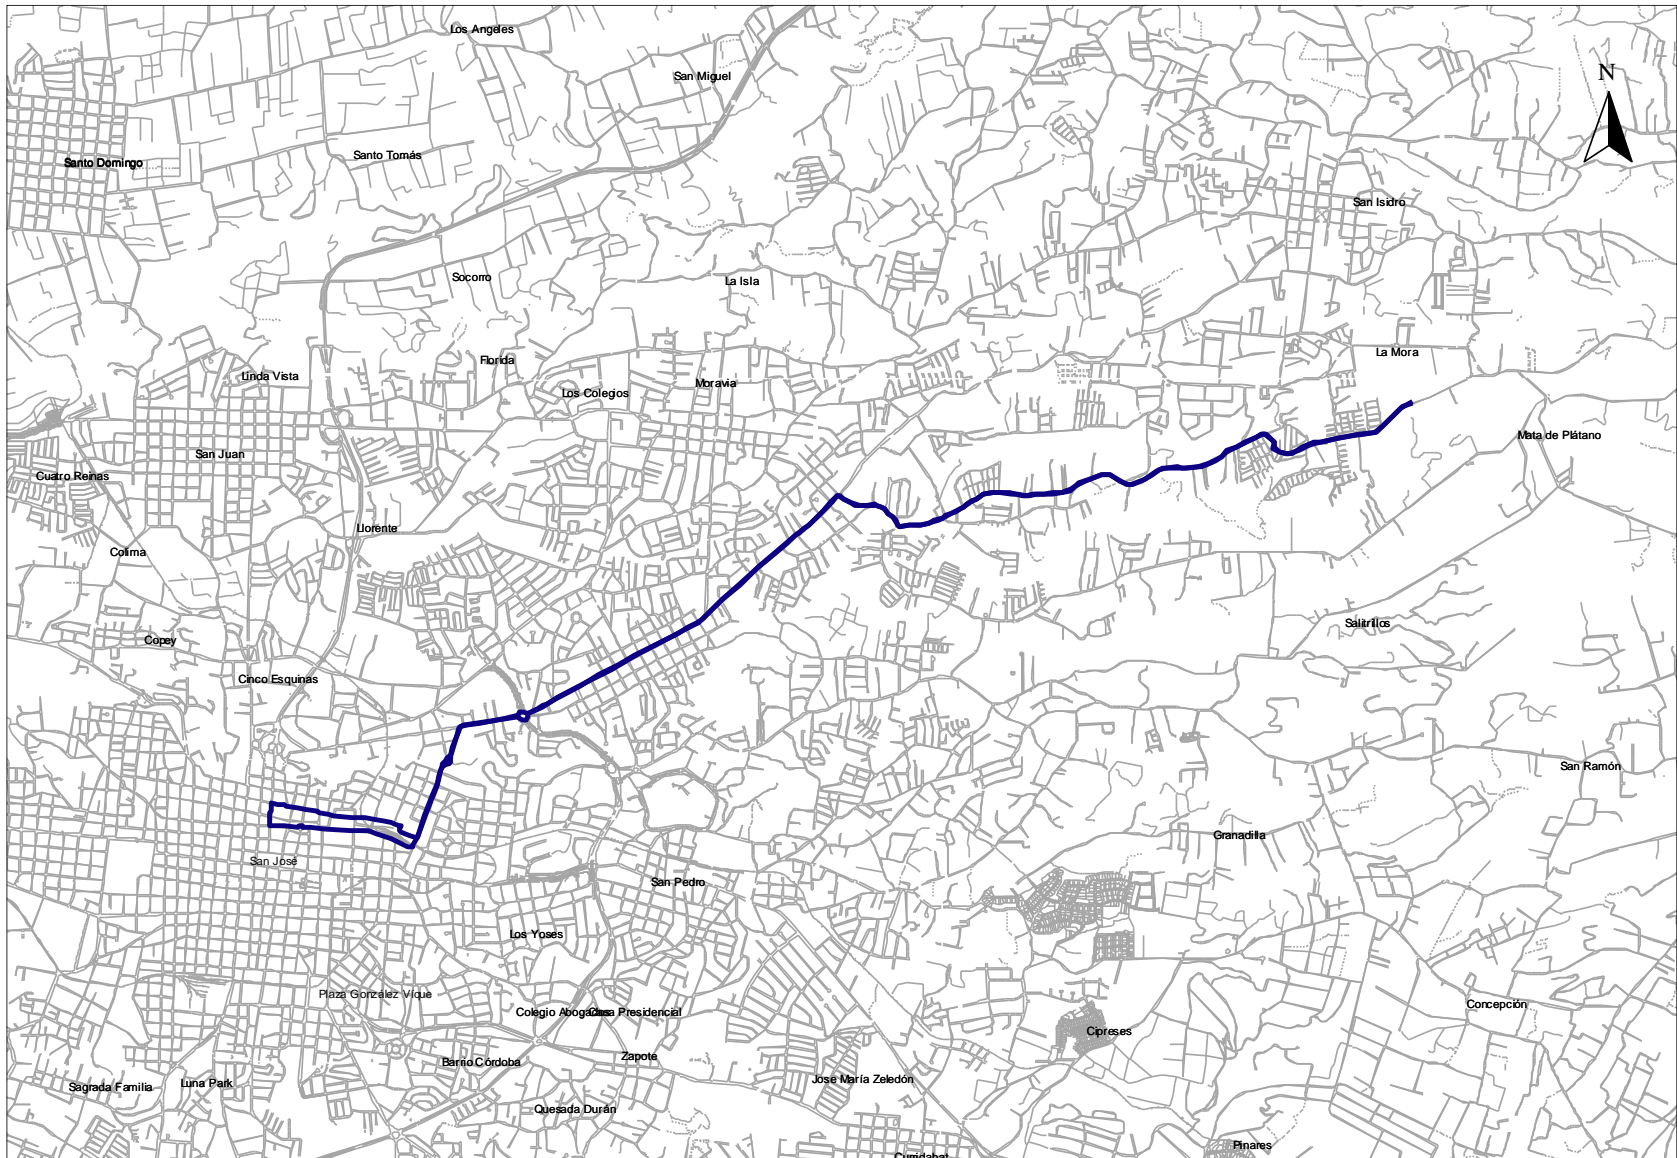 Los Angeles
San Miguel
N
Santo Tomás
Santo Domingo
San Isidro
Socorro
La Isla
La Mora
Florida
Linda Vista
Moravia
Los Colegios
Mata de Plátano
San Juan
Cuatro Reinas
Llorente
Colima
Salitrillos
Copey
Cinco Esquinas
San Ramón
Granadilla
San José
San Pedro
Los Yoses
Plaza González Víque
Concepción
Colegio Abogados
Casa Presidencial
Cipreses
Zapote
Barrio Córdoba
Jose María Zeledón
Luna Park
Sagrada Familia
Quesada Durán
Pinares
Curridabat